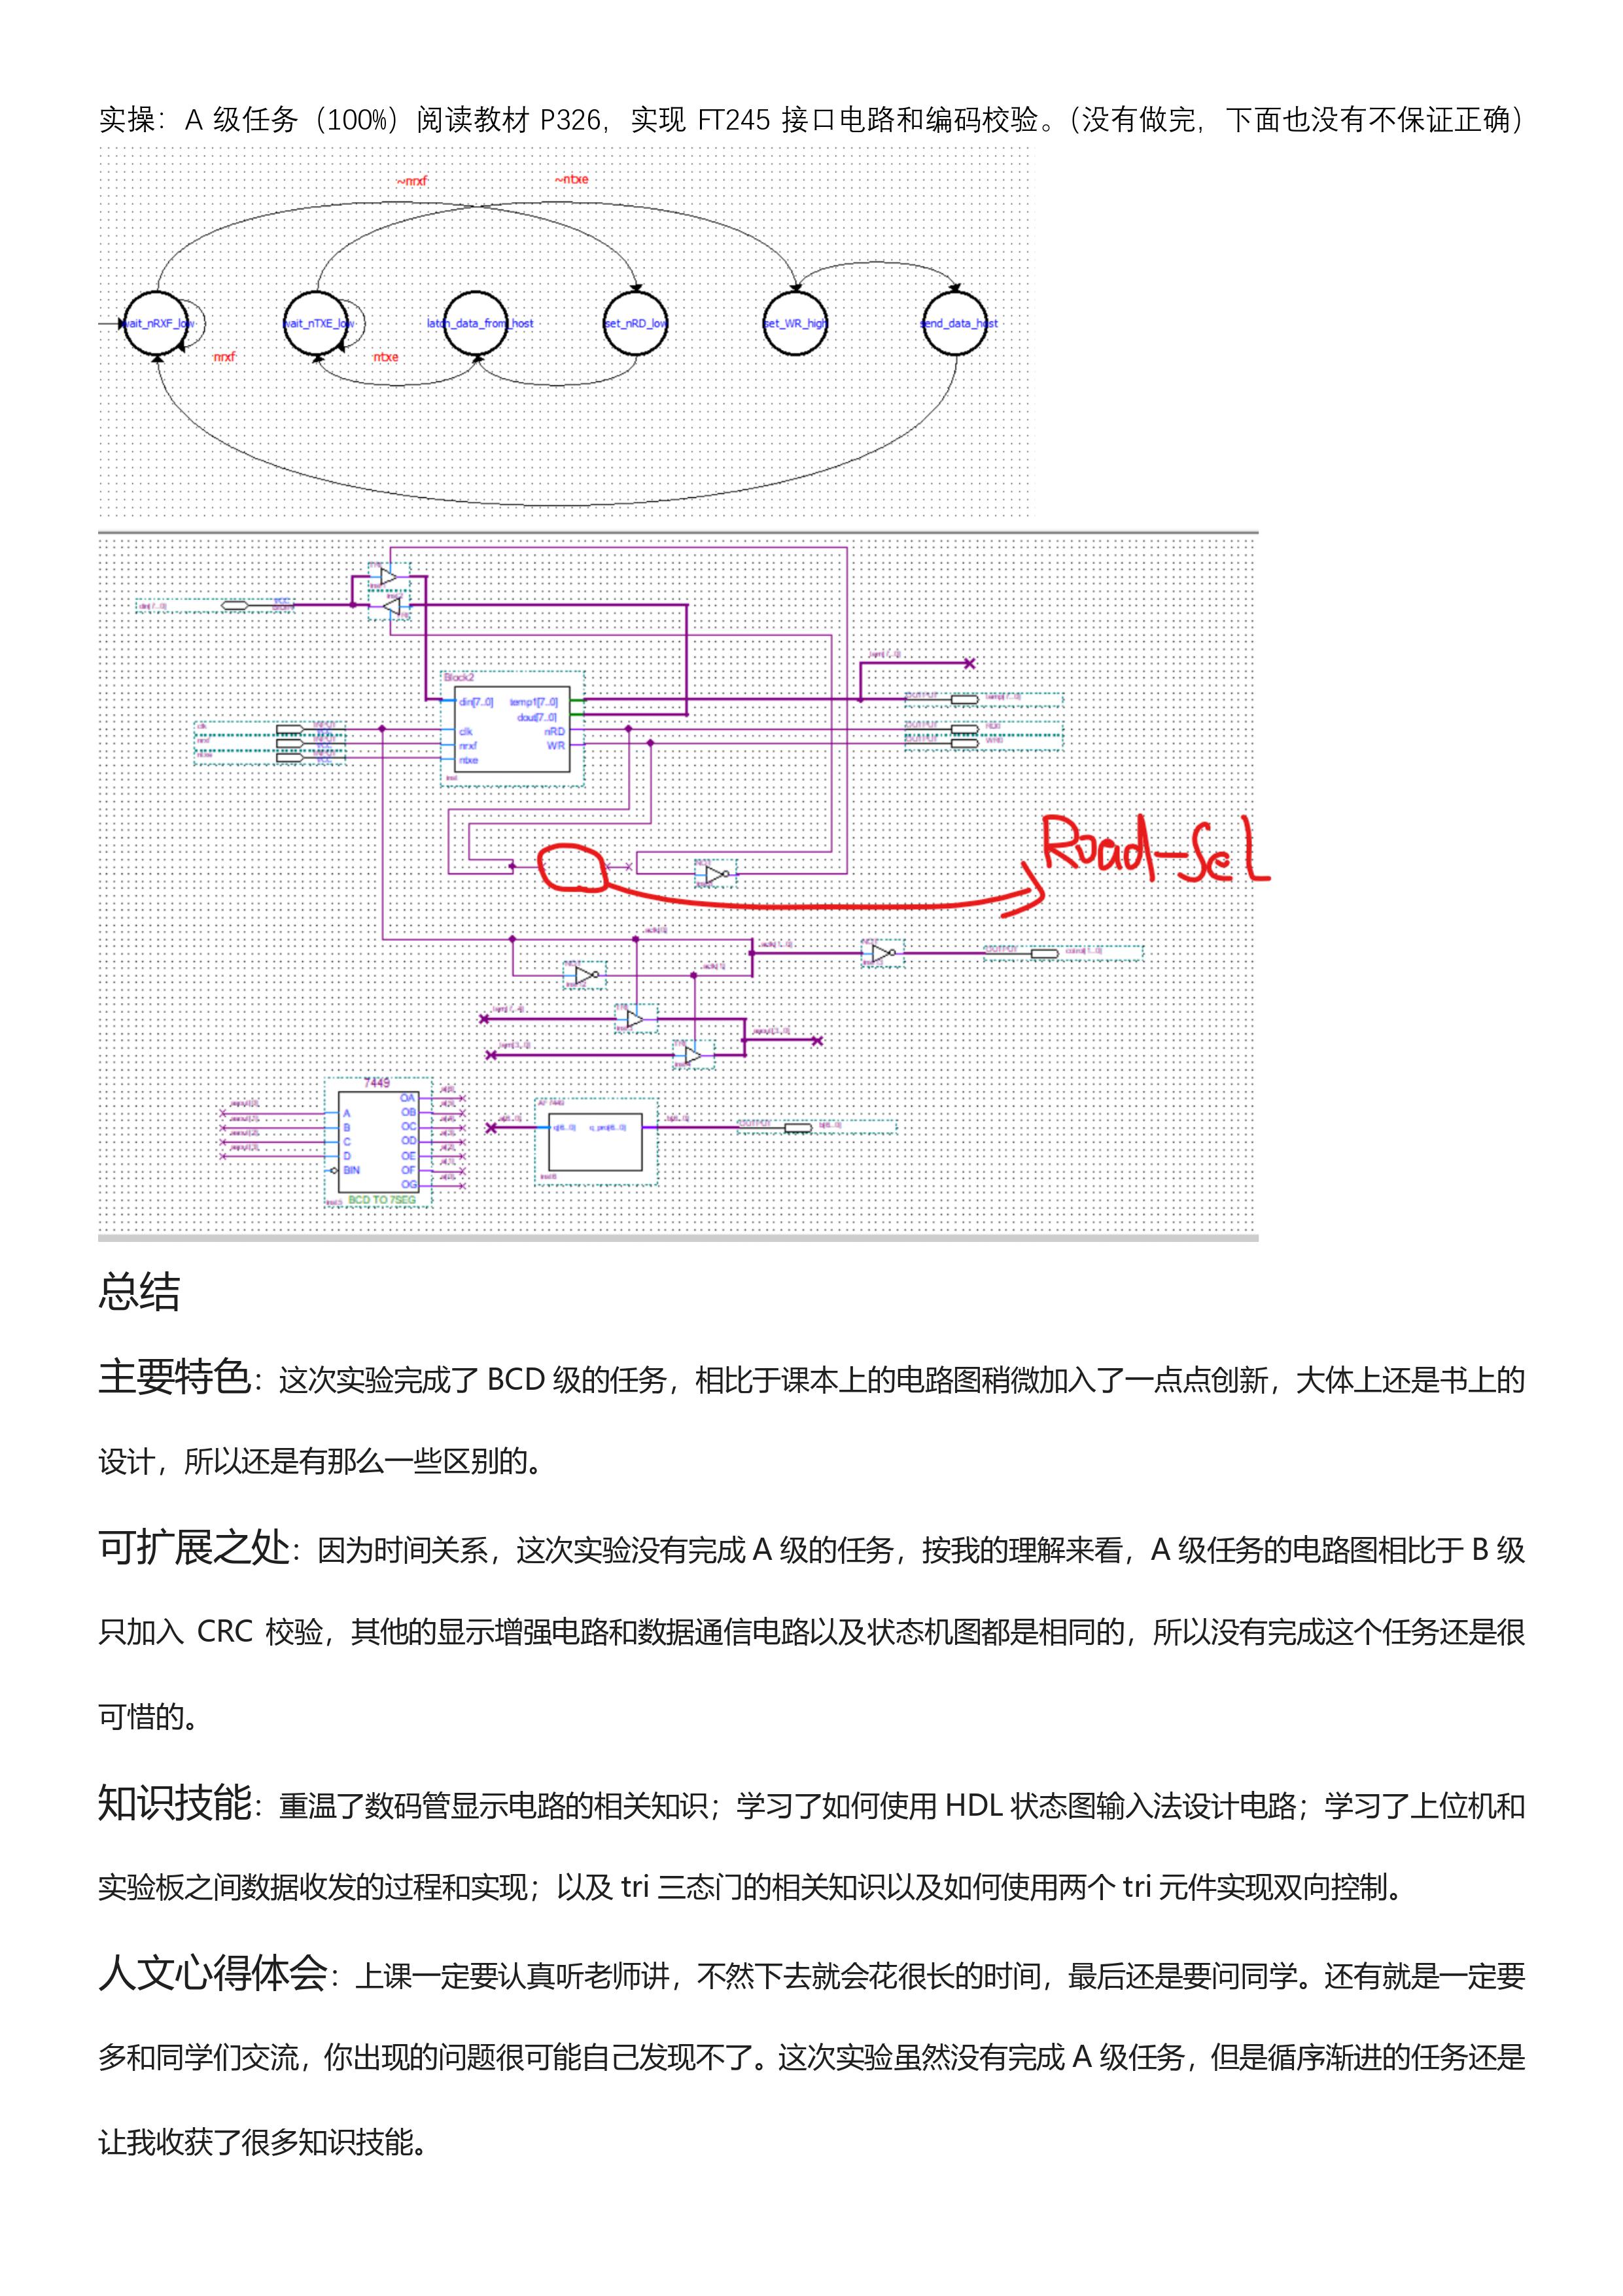 实操：A 级任务（100%）阅读教材 P326，实现 FT245 接口电路和编码校验。（没有做完，下面也没有不保证正确）
~nrxf ~ntxe
wait_nRXF_low wait_nTXE_low latch_data_from_host set_nRD_low set_WR_high send_data_host
nrxf ntxe
Block2
din[7..0] temp1[7..0]
dout[7..0]
clk nRD
nrxf WR
ntxe
Road-Sel
7449
A OA
B OB
C OC
D OD
BIN OE
OF
OG
BCD TO 7SEG
总结
主要特色：这次实验完成了 BCD 级的任务，相比于课本上的电路图稍微加入了一点点创新，大体上还是书上的
设计，所以还是有那么一些区别的。
可扩展之处：因为时间关系，这次实验没有完成 A 级的任务，按我的理解来看，A 级任务的电路图相比于 B 级
只加入 CRC 校验，其他的显示增强电路和数据通信电路以及状态机图都是相同的，所以没有完成这个任务还是很
可惜的。
知识技能：重温了数码管显示电路的相关知识；学习了如何使用 HDL 状态图输入法设计电路；学习了上位机和
实验板之间数据收发的过程和实现；以及 tri 三态门的相关知识以及如何使用两个 tri 元件实现双向控制。
人文心得体会：上课一定要认真听老师讲，不然下去就会花很长的时间，最后还是要问同学。还有就是一定要
多和同学们交流，你出现的问题很可能自己发现不了。这次实验虽然没有完成 A 级任务，但是循序渐进的任务还是
让我收获了很多知识技能。